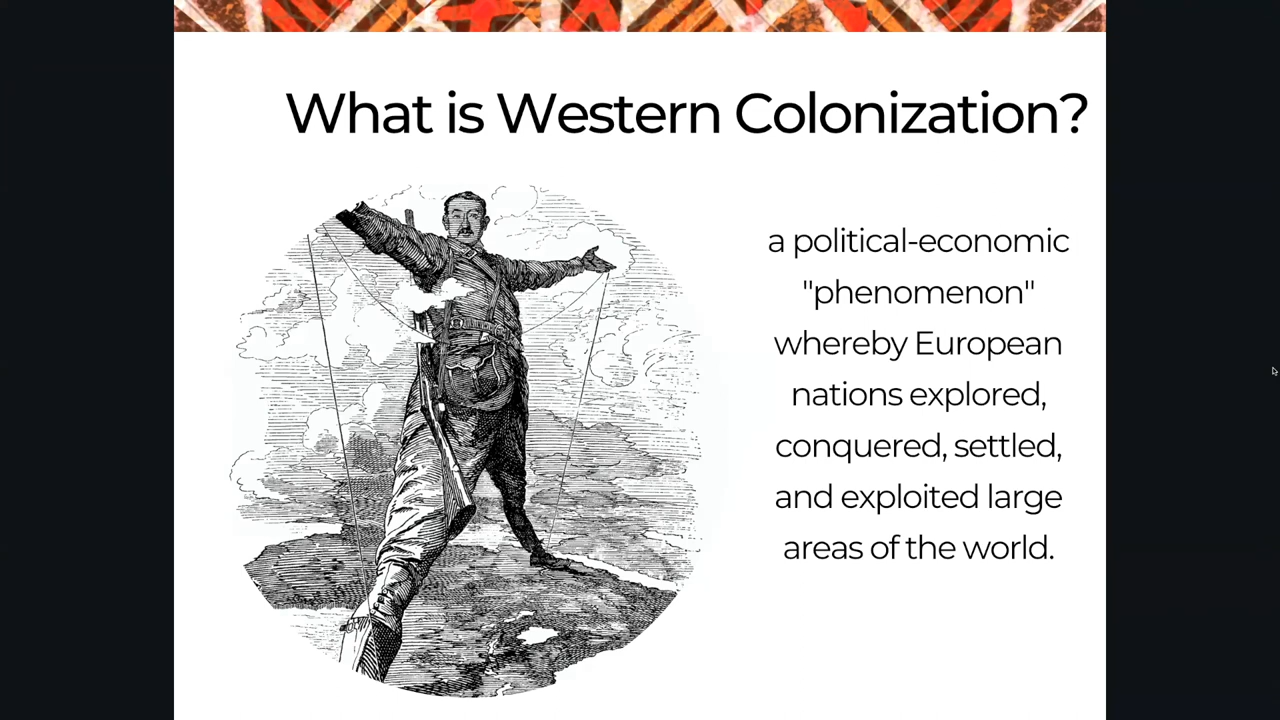 What is Western Colonization?
a political-economic
"phenomenon"
whereby European
nations explored,
conquered, settled,
and exploited large
areas of the world.